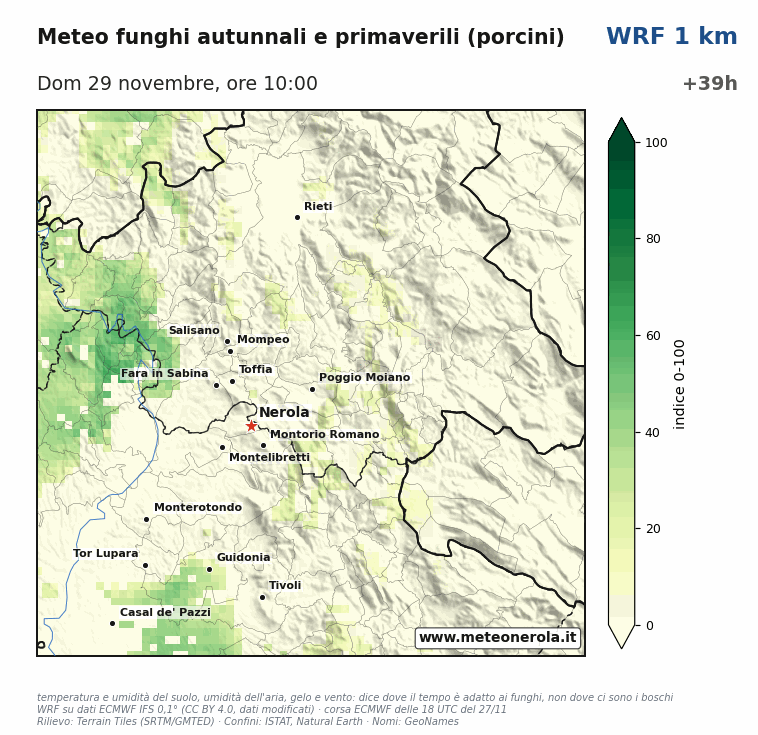 Meteo funghi autunnali e primaverili (porcini)
WRF 1 km
Dom 29 novembre, ore 10:00
+39h
Rieti
Salisano
Mompeo
Fara in Sabina
Toffia
Poggio Moiano
Nerola
Montorio Romano
Montelibretti
Monterotondo
Tor Lupara
Guidonia
Tivoli
Casal de' Pazzi
www.meteonerola.it
100
80
60
40
20
0
indice 0-100
temperatura e umidità del suolo, umidità dell'aria, gelo e vento: dice dove il tempo è adatto ai funghi, non dove ci sono i boschi
WRF su dati ECMWF IFS 0,1° (CC BY 4.0, dati modificati) · corsa ECMWF delle 18 UTC del 27/11
Rilievo: Terrain Tiles (SRTM/GMTED) · Confini: ISTAT, Natural Earth · Nomi: GeoNames